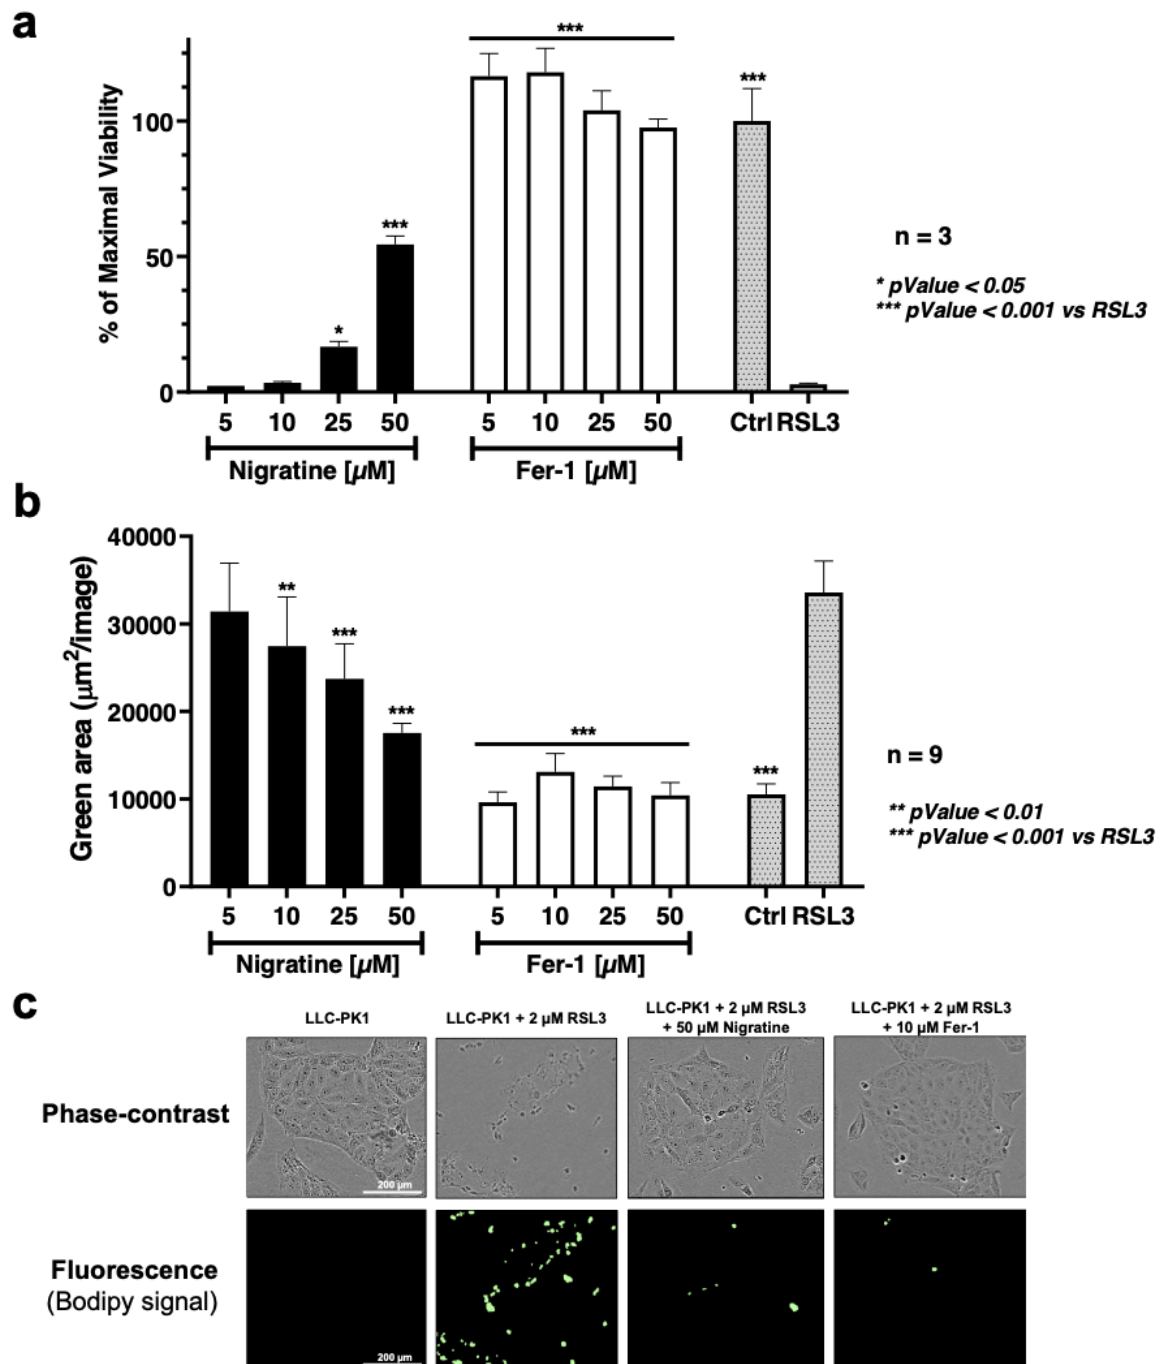 a
***
% of Maximal Viability
100
50
0
*
***
***
5 10 25 50 5 10 25 50 Ctrl RSL3
Nigratine [µM] Fer-1 [µM]
n = 3
* pValue < 0.05
*** pValue < 0.001 vs RSL3
b
Green area (µm²/image)
40000
30000
20000
10000
0
**
***
***
***
***
5 10 25 50 5 10 25 50 Ctrl RSL3
Nigratine [µM] Fer-1 [µM]
n = 9
** pValue < 0.01
*** pValue < 0.001 vs RSL3
c
LLC-PK1
LLC-PK1 + 2 µM RSL3
LLC-PK1 + 2 µM RSL3
+ 50 µM Nigratine
LLC-PK1 + 2 µM RSL3
+ 10 µM Fer-1
Phase-contrast
200 µm
Fluorescence
(Bodipy signal)
200 µm